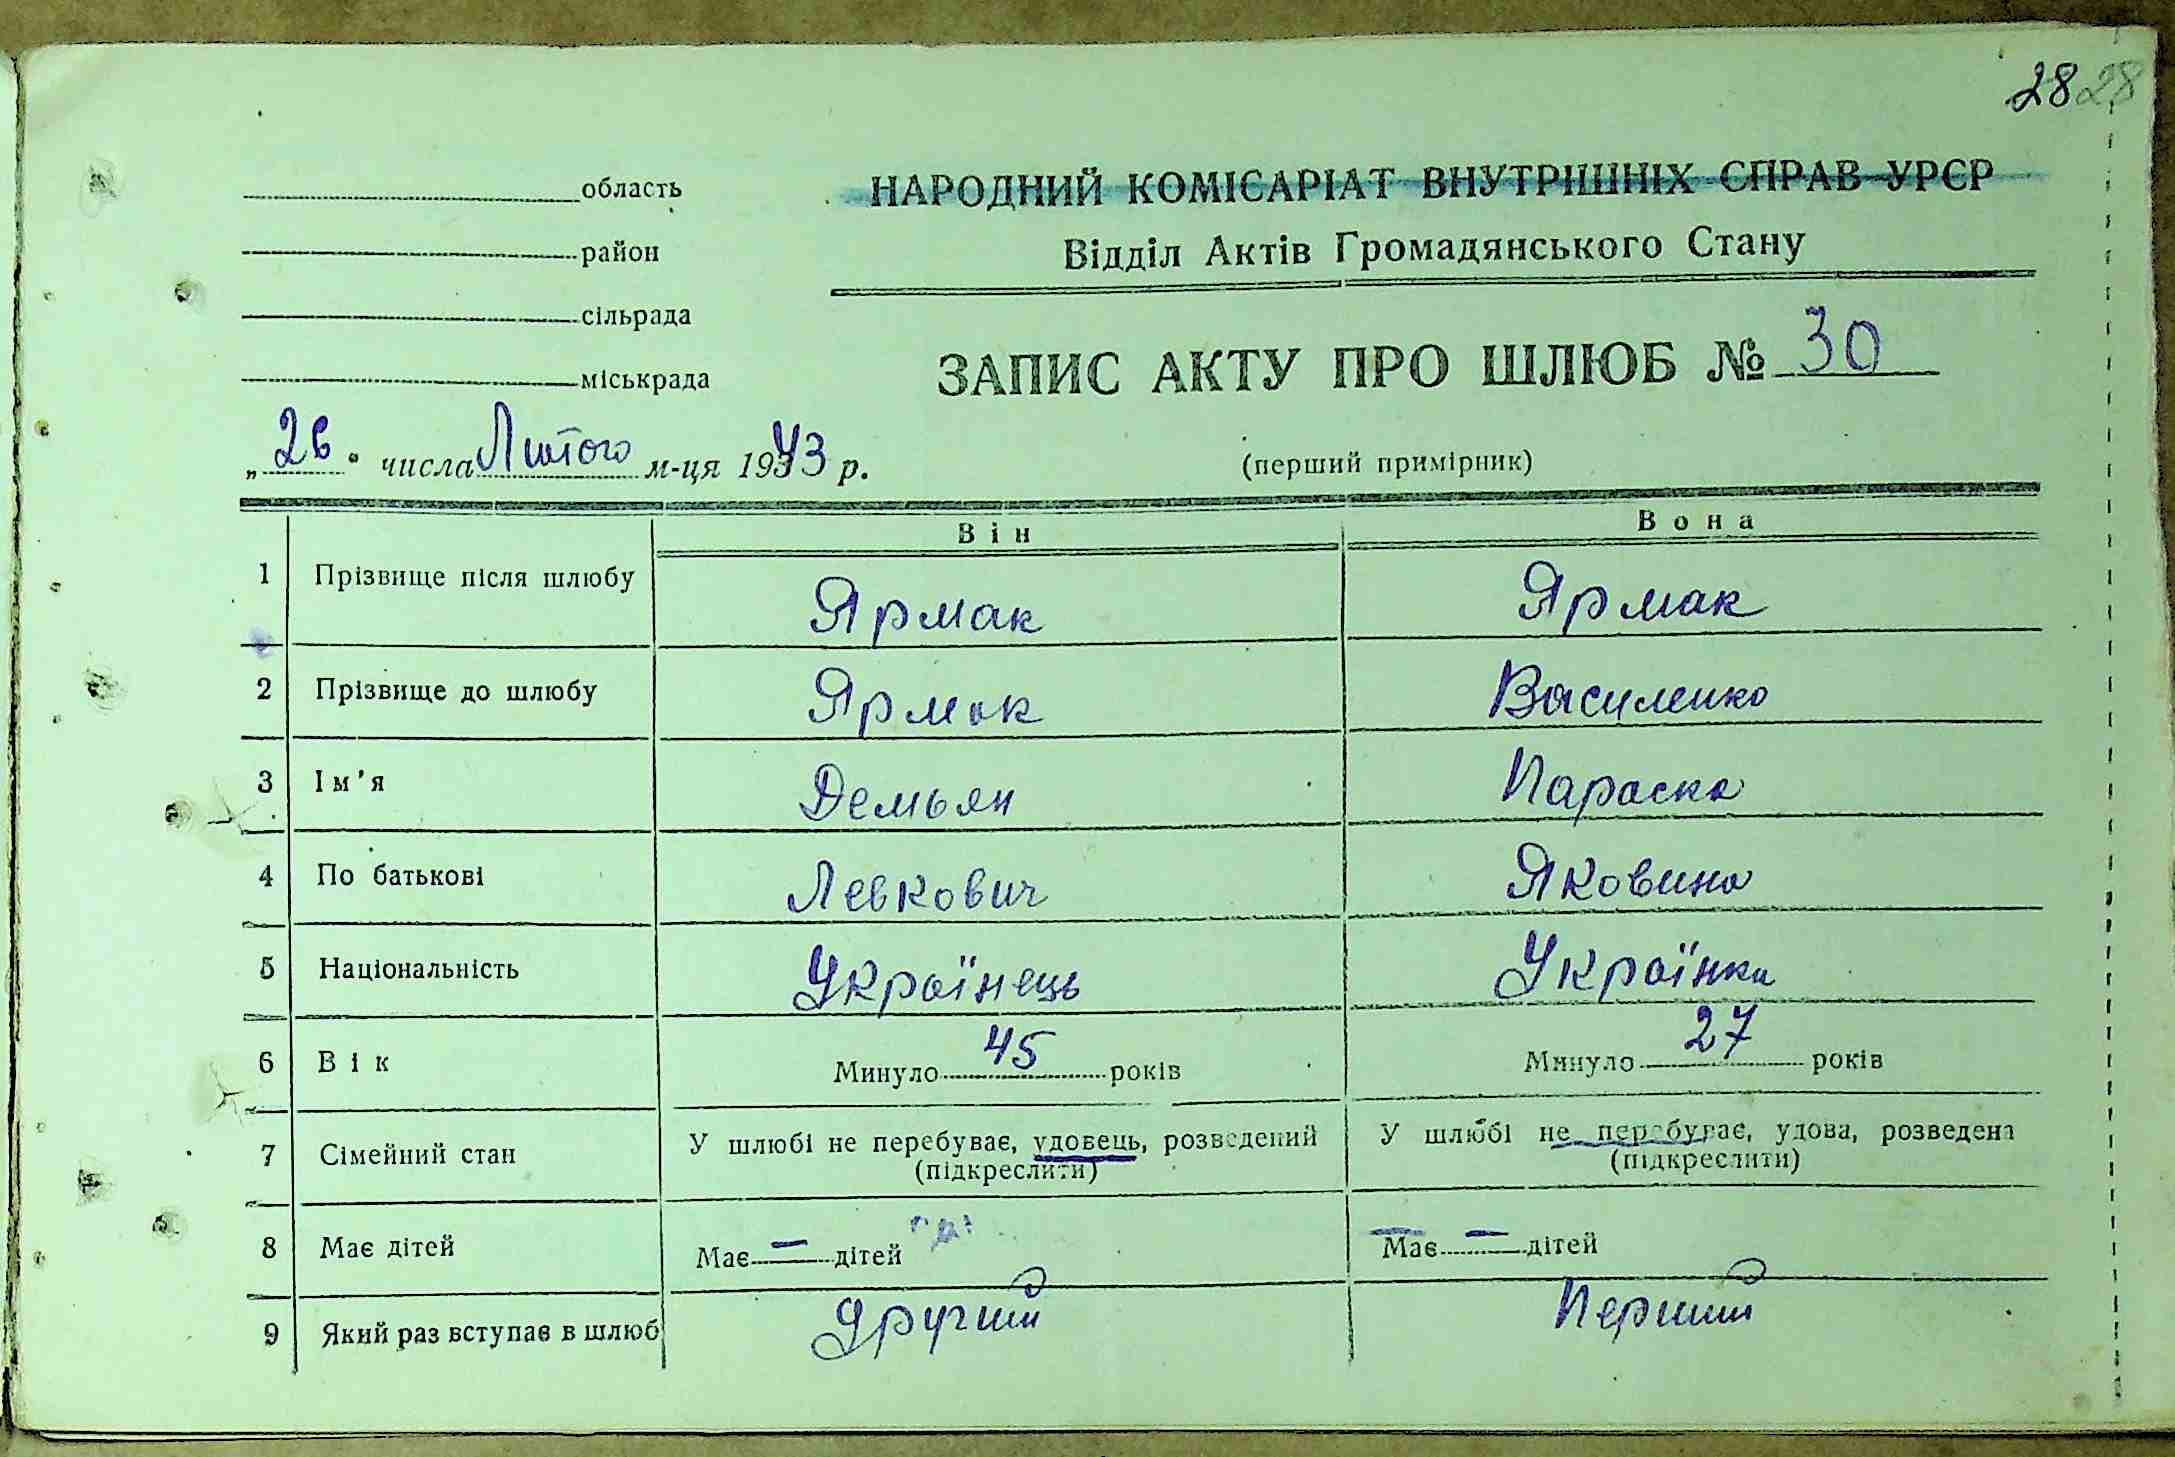 28 28
область
НАРОДНИЙ КОМІСАРІАТ ВНУТРІШНІХ СПРАВ УРСР
район
Відділ Актів Громадянського Стану
сільрада
міськрада
ЗАПИС АКТУ ПРО ШЛЮБ № 30
„26“ числа Лютого м-ця 1943 р.
(перший примірник)
Він Вона
1 Прізвище після шлюбу Ярмак Ярмак
2 Прізвище до шлюбу Ярмак Василенко
3 Ім'я Демьян Параска
4 По батькові Левкович Яковина
5 Національність Українець Українка
6 Вік Минуло 45 років Минуло 27 років
7 Сімейний стан У шлюбі не перебуває, удовець, розведений У шлюбі не перебуває, удова, розведена
(підкреслити) (підкреслити)
8 Має дітей Має — дітей Має — дітей
9 Який раз вступає в шлюб Другий Перший